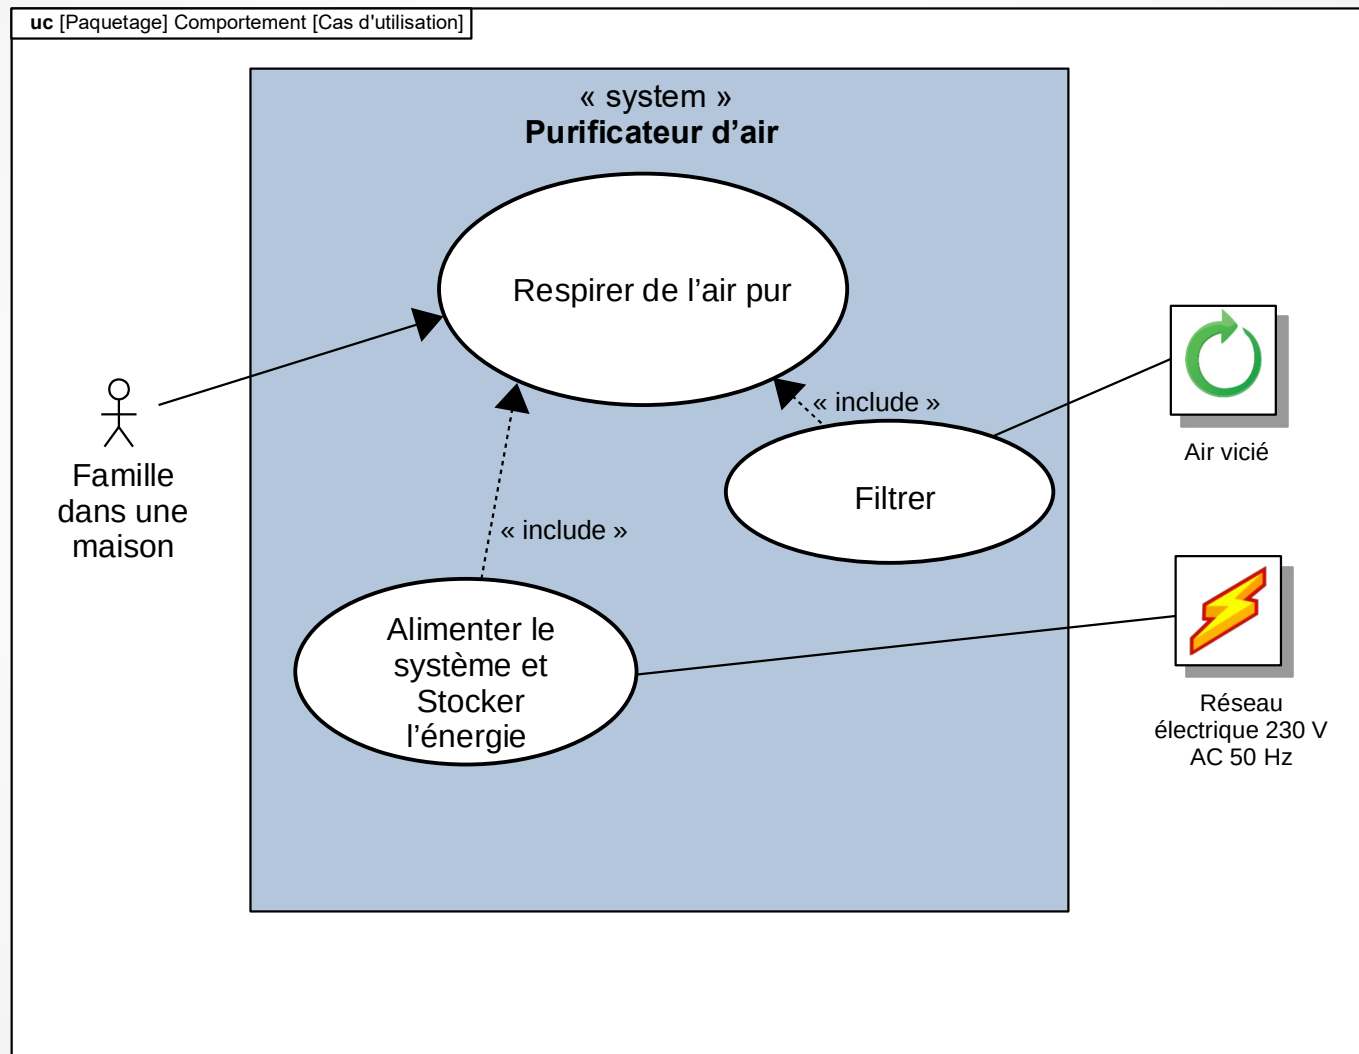 uc [Paquetage] Comportement [Cas d'utilisation]
« system »
Purificateur d’air
Respirer de l’air pur
« include »
Filtrer
Air vicié
Famille
dans une
maison
« include »
Alimenter le
système et
Stocker
l’énergie
Réseau
électrique 230 V
AC 50 Hz